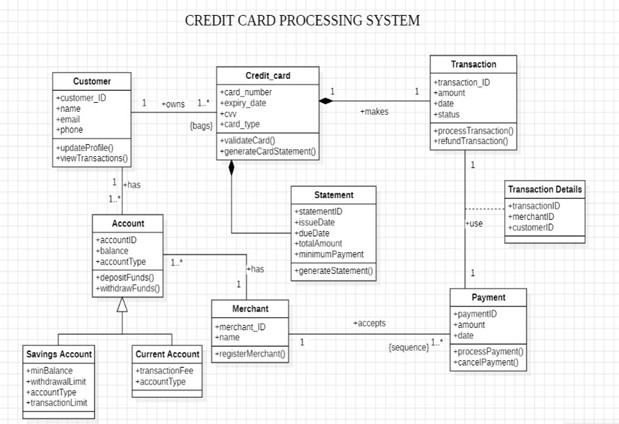 CREDIT CARD PROCESSING SYSTEM
Customer
+customer_ID
+name
+email
+phone
+updateProfile()
+viewTransactions()
1
+owns
1..*
{bags}
Credit_card
+card_number
+expiry_date
+cvv
+card_type
+validateCard()
+generateCardStatement()
1
+makes
1
Transaction
+transaction_ID
+amount
+date
+status
+processTransaction()
+refundTransaction()
1
+has
1..*
Statement
+statementID
+issueDate
+dueDate
+totalAmount
+minimumPayment
+generateStatement()
1
+use
1
Transaction Details
+transactionID
+merchantID
+customerID
Account
+accountID
+balance
+accountType
+depositFunds()
+withdrawFunds()
1..*
+has
1
Merchant
+merchant_ID
+name
+registerMerchant()
1
+accepts
{sequence}
1..*
Payment
+paymentID
+amount
+date
+processPayment()
+cancelPayment()
Savings Account
+minBalance
+withdrawalLimit
+accountType
+transactionLimit
Current Account
+transactionFee
+accountType